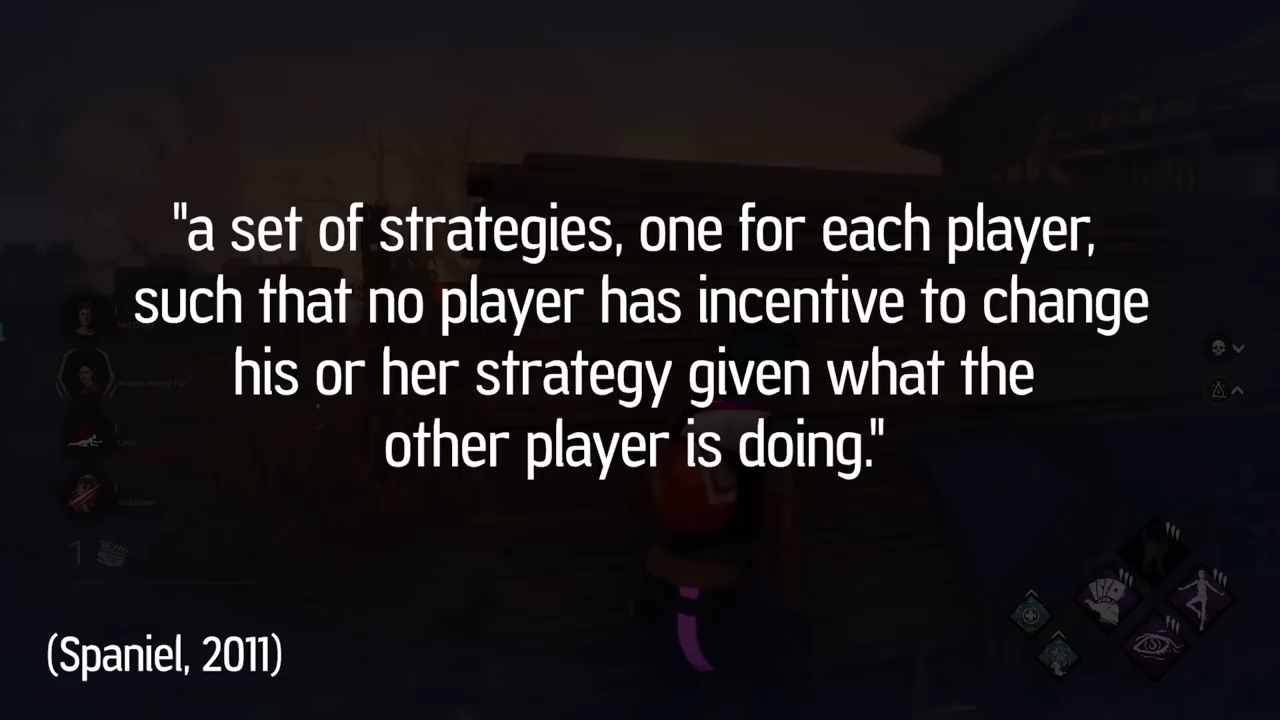 "a set of strategies, one for each player,
such that no player has incentive to change
his or her strategy given what the
other player is doing."
1
(Spaniel, 2011)